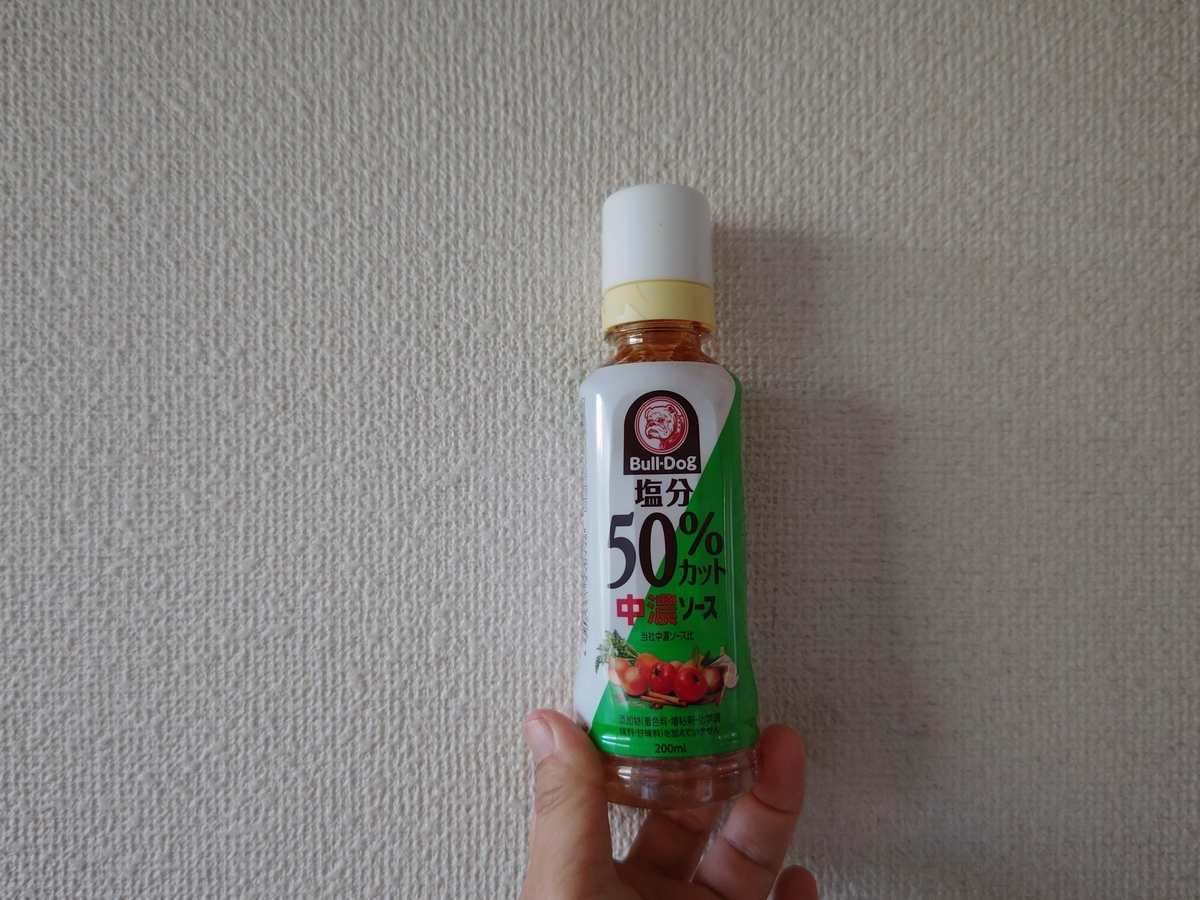 Bull-Dog
塩分
50%
カット
中濃ソース
当社中濃ソース比
添加物(着色料・増粘剤・化学調
味料・甘味料)を加えていません
200ml